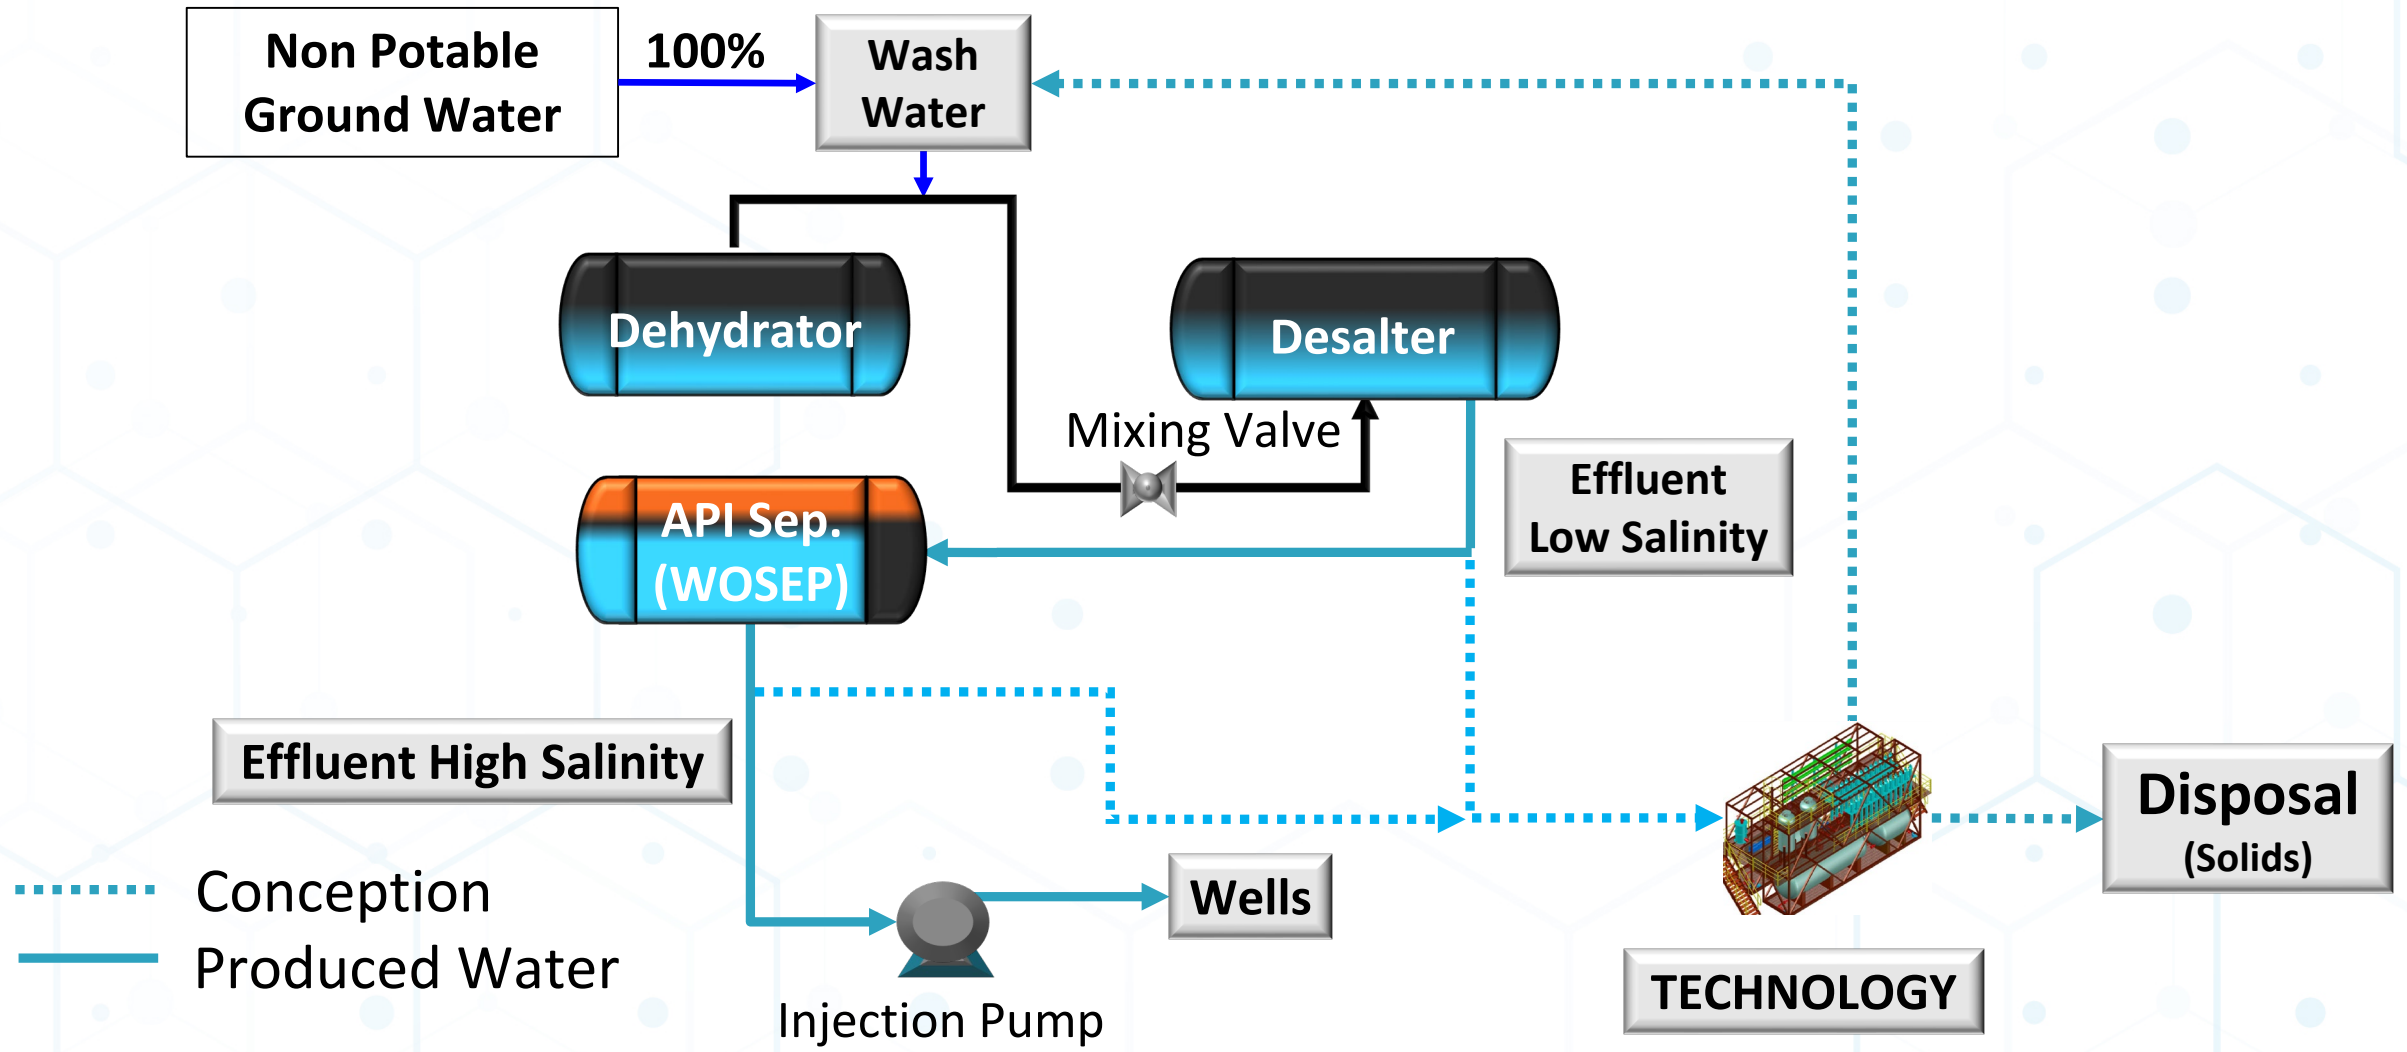 Non Potable
Ground Water
100%
Wash
Water
Dehydrator
Desalter
Mixing Valve
Effluent
Low Salinity
API Sep.
(WOSEP)
Effluent High Salinity
Disposal
(Solids)
Wells
Conception
Produced Water
Injection Pump
TECHNOLOGY